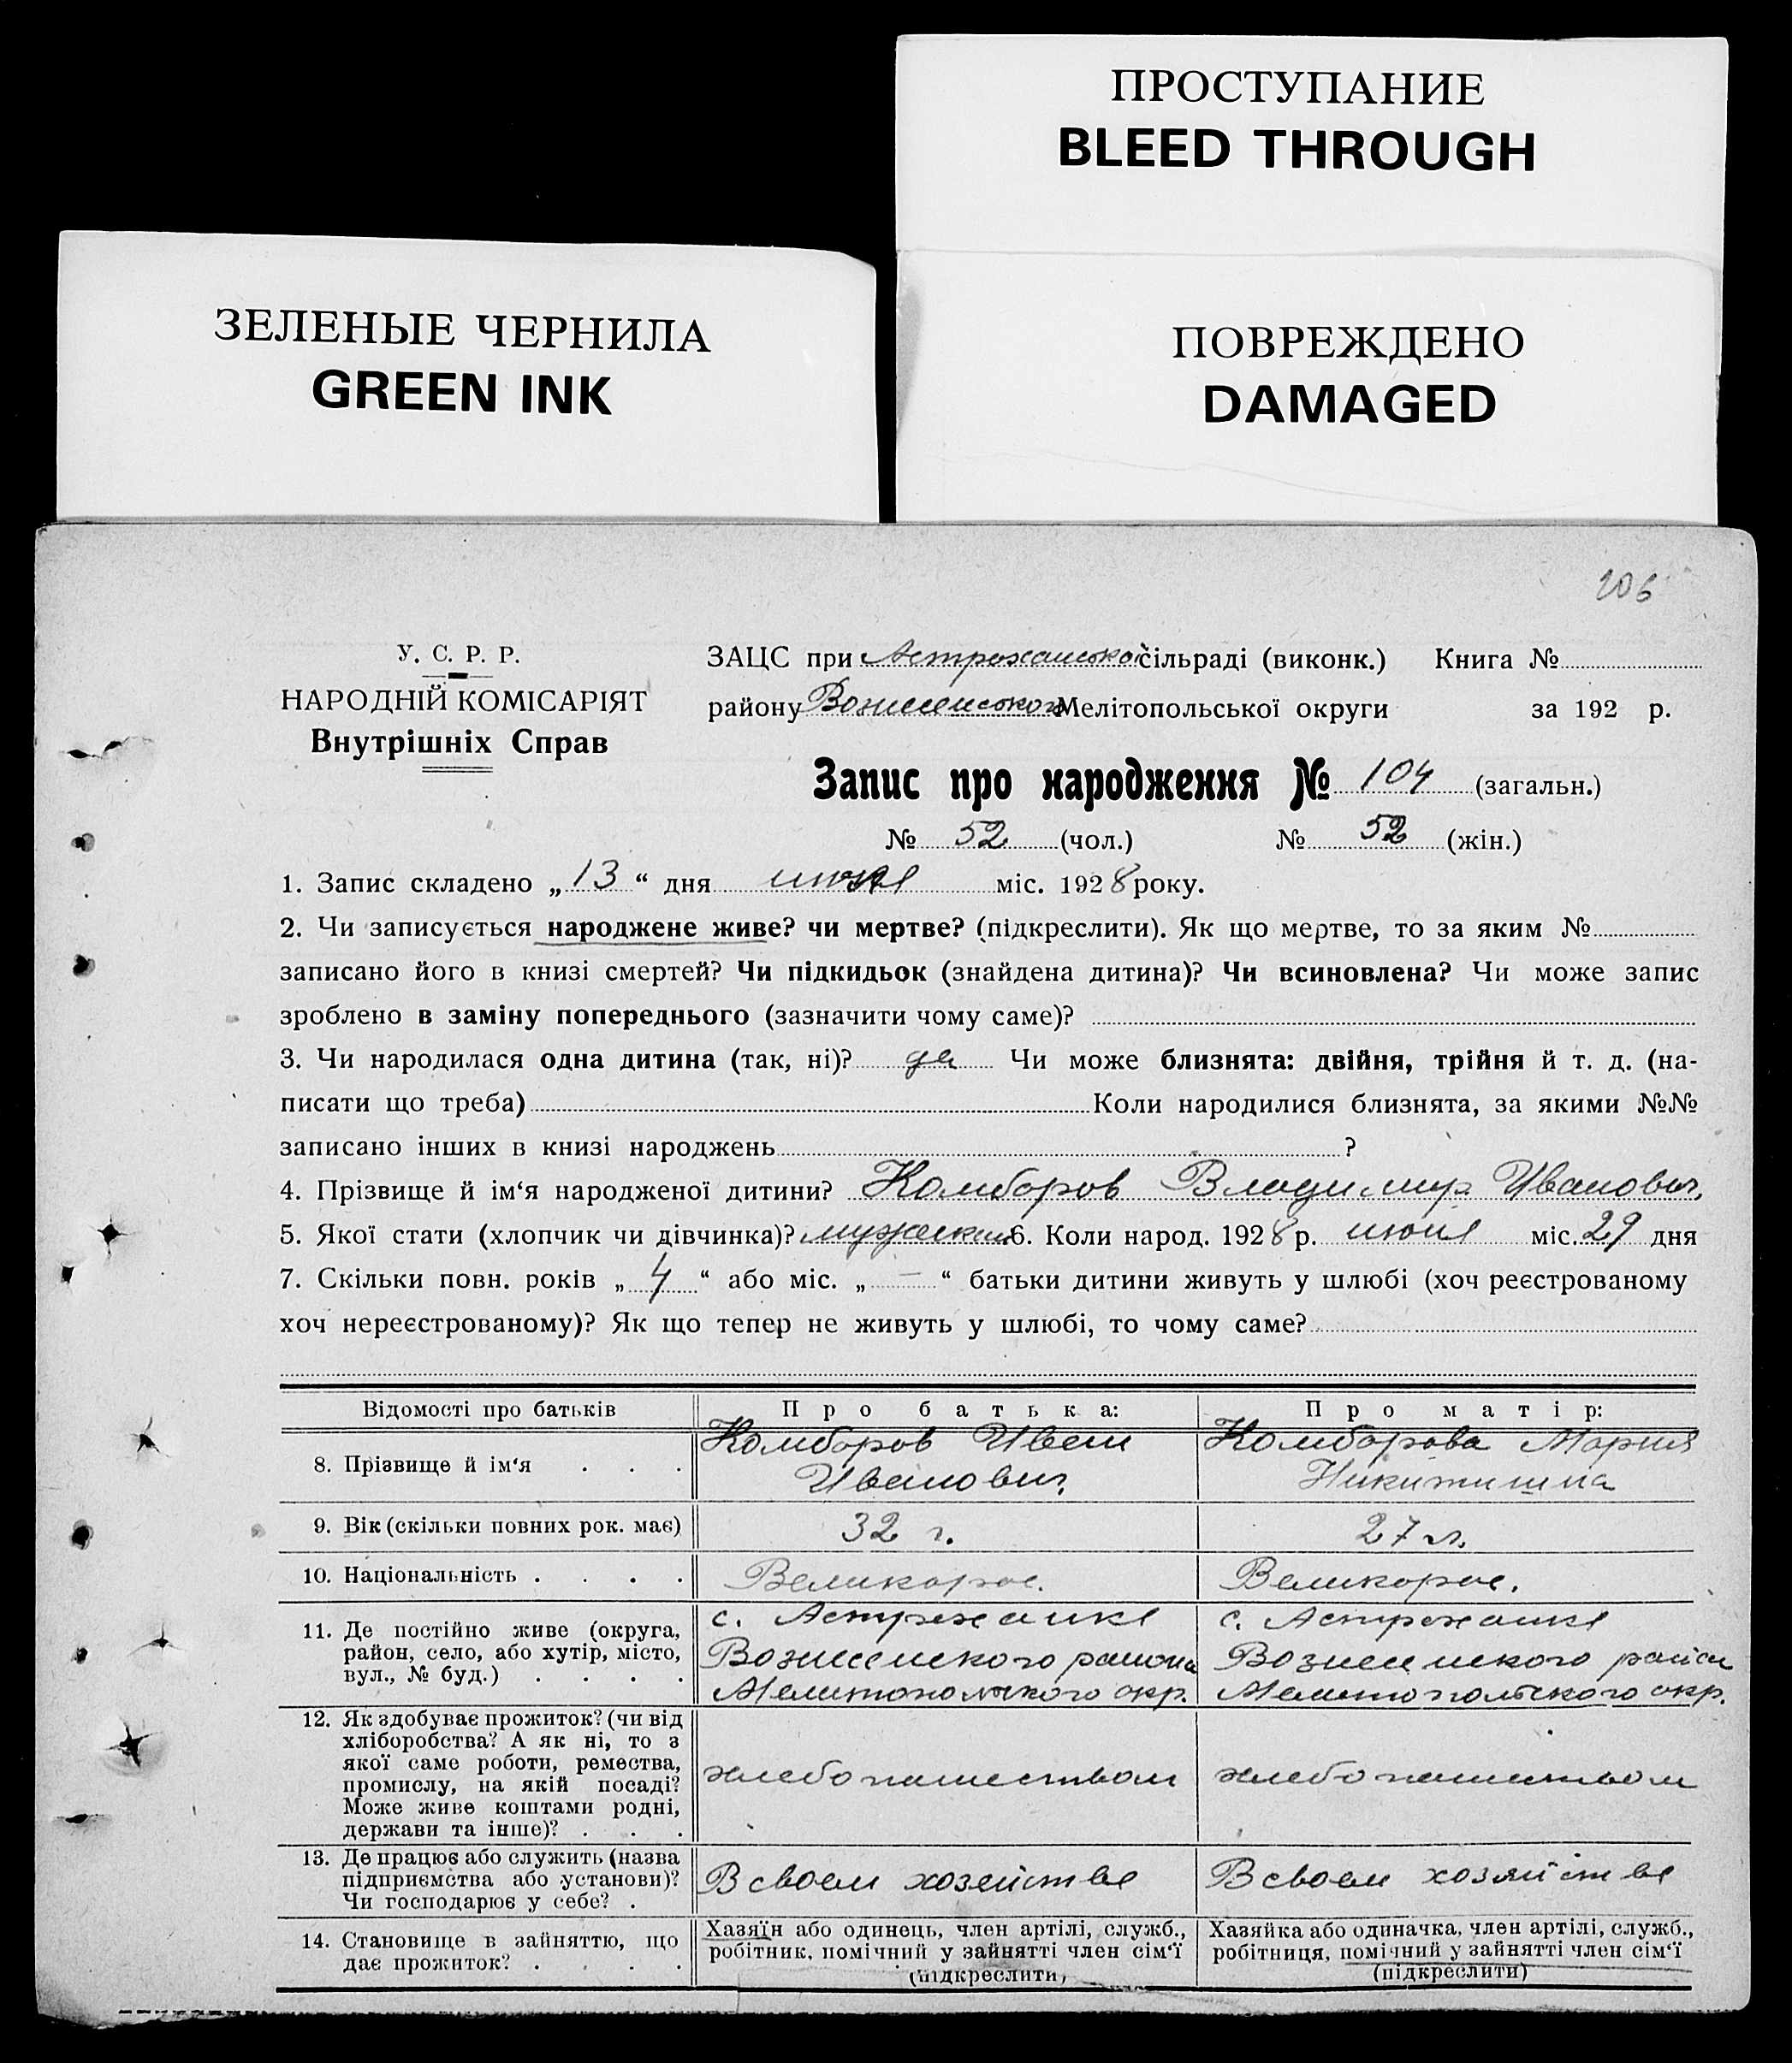 ПРОСТУПАНИЕ
BLEED THROUGH
ЗЕЛЕНЫЕ ЧЕРНИЛА
GREEN INK
ПОВРЕЖДЕНО
DAMAGED
206
У. С. Р. Р.
НАРОДНІЙ КОМІСАРІЯТ
Внутрішніх Справ
ЗАЦС при Астраханської сільраді (виконк.) Книга №
району Вознесенського Мелітопольської округи за 192 р.
Запис про народження № 104 (загальн.)
№ 52 (чол.) № 52 (жін.)
1. Запис складено „ 13 “ дня июля міс. 1928 року.
2. Чи записується народжене живе? чи мертве? (підкреслити). Як що мертве, то за яким №
записано його в книзі смертей? Чи підкидьок (знайдена дитина)? Чи всиновлена? Чи може запис
зроблено в заміну попереднього (зазначити чому саме)?
3. Чи народилася одна дитина (так, ні)? да Чи може близнята: двійня, трійня й т. д. (на-
писати що треба) Коли народилися близнята, за якими №№
записано інших в книзі народжень ?
4. Прізвище й ім‘я народженої дитини? Комборов Владимир Иванович
5. Якої стати (хлопчик чи дівчинка)? мужеский 6. Коли народ. 1928 р. июня міс. 29 дня
7. Скільки повн. років „ 4 “ або міс. „ — “ батьки дитини живуть у шлюбі (хоч реєстрованому
хоч нереєстрованому)? Як що тепер не живуть у шлюбі, то чому саме?
Відомості про батьків Про батька: Про матір:
8. Прізвище й ім‘я . . . Комборов Иван Комборова Мария
Иванович Никитишна
9. Вік (скільки повних рок. має) 32 г. 27 л.
10. Національність . . . . Великорос. Великорос.
11. Де постійно живе (округа, с. Астраханка с. Астраханка
район, село, або хутір, місто, Вознесенского района Вознесенского район
вул., № буд.) . . . . Мелитопольского окр. Мелитопольского окр.
12. Як здобуває прожиток? (чи від
хліборобства? А як ні, то з
якої саме роботи, ремества,
промислу, на якій посаді? хлебопашеством хлебопашеством
Може живе коштами родні,
держави та інше)? . . .
13. Де працює або служить (назва
підприємства або установи)? В своем хозяйстве В своем хозяйстве
Чи господарює у себе? .
14. Становище в зайняттю, що Хазяїн або одинець, член артілі, служб., Хазяйка або одиначка, член артілі, служб.,
дає прожиток? . . . . робітник, помічний у зайнятті член сім‘ї робітниця, помічний у зайнятті член сім‘ї
(підкреслити) (підкреслити)